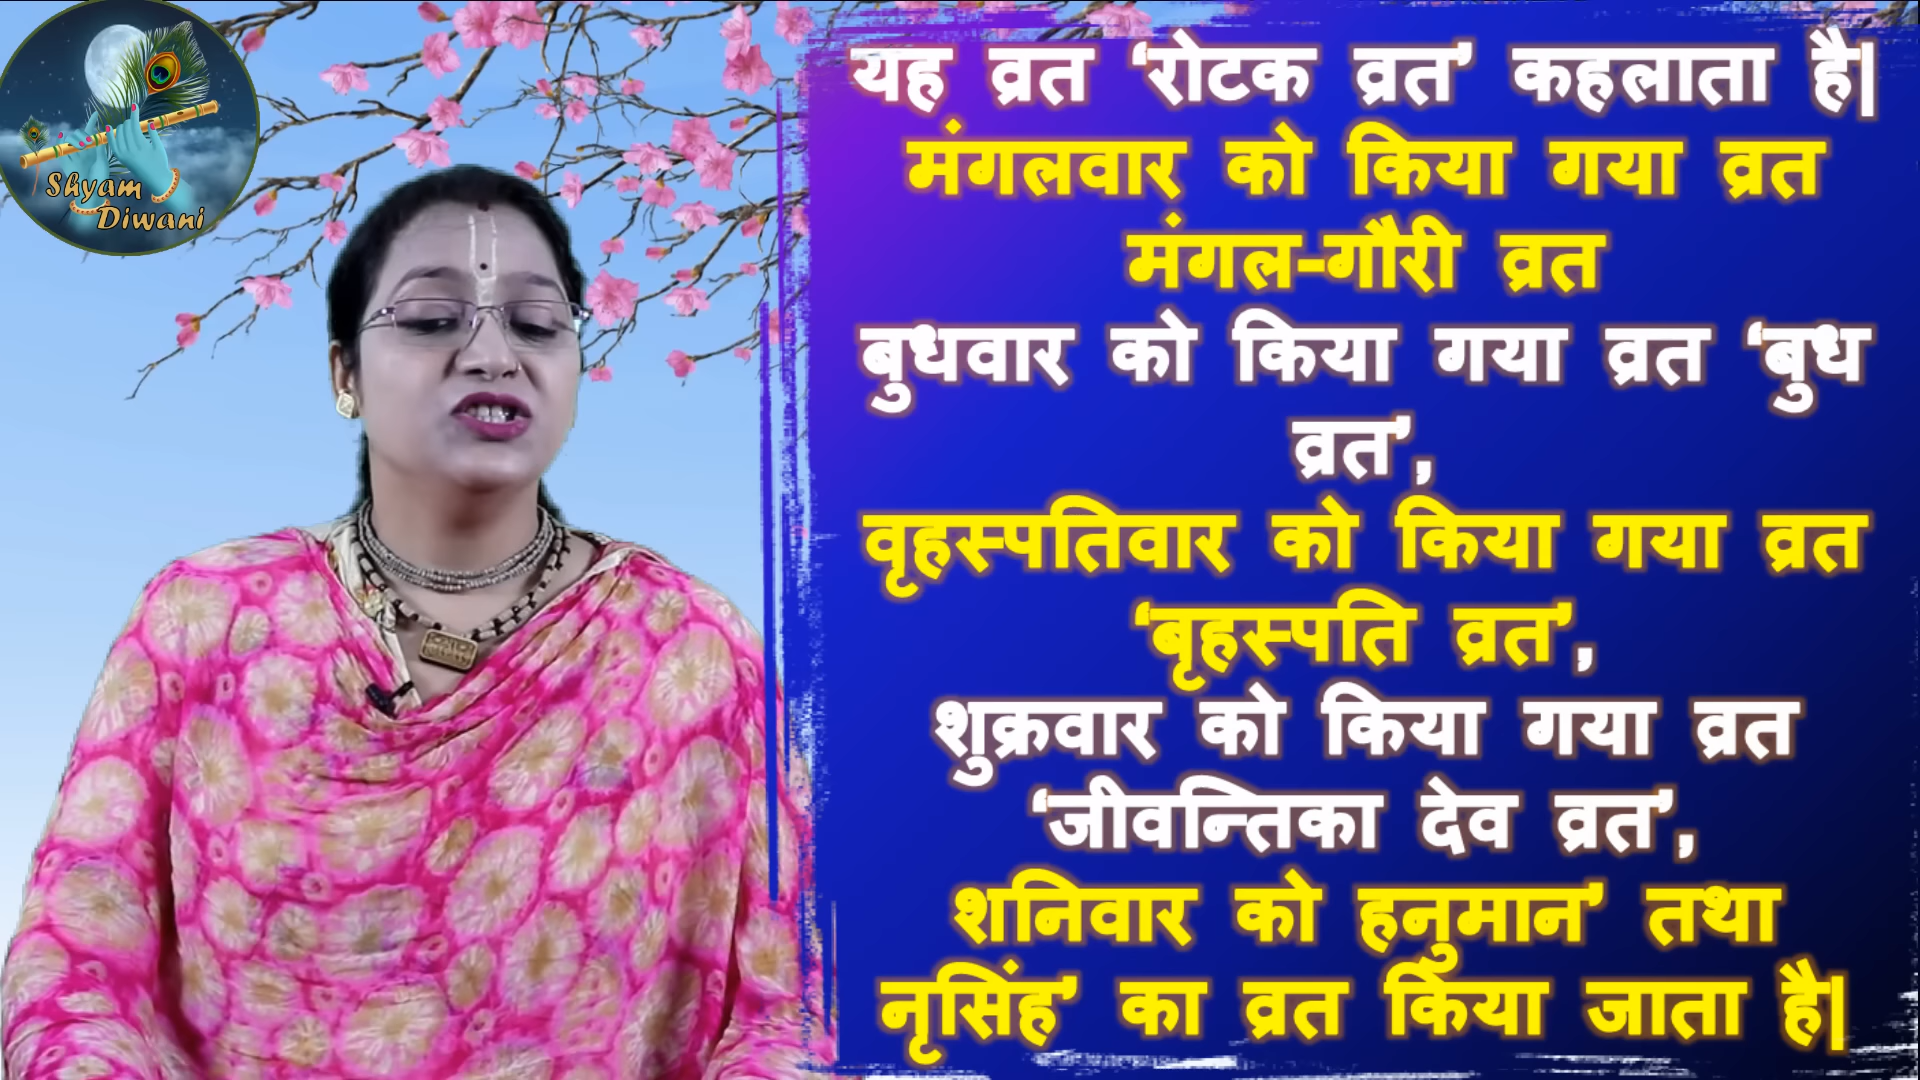 Shyam
Diwani
यह व्रत ‘रोटक व्रत’ कहलाता है|
मंगलवार को किया गया व्रत
मंगल-गौरी व्रत
बुधवार को किया गया व्रत ‘बुध
व्रत’,
वृहस्पतिवार को किया गया व्रत
‘बृहस्पति व्रत’,
शुक्रवार को किया गया व्रत
‘जीवन्तिका देव व्रत’,
शनिवार को हनुमान’ तथा
नृसिंह’ का व्रत किया जाता है|